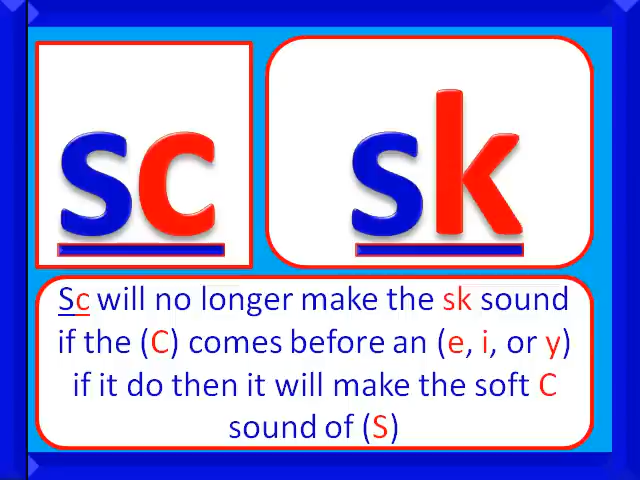 sc
sk
Sc will no longer make the sk sound
if the (C) comes before an (e, i, or y)
if it do then it will make the soft C
sound of (S)